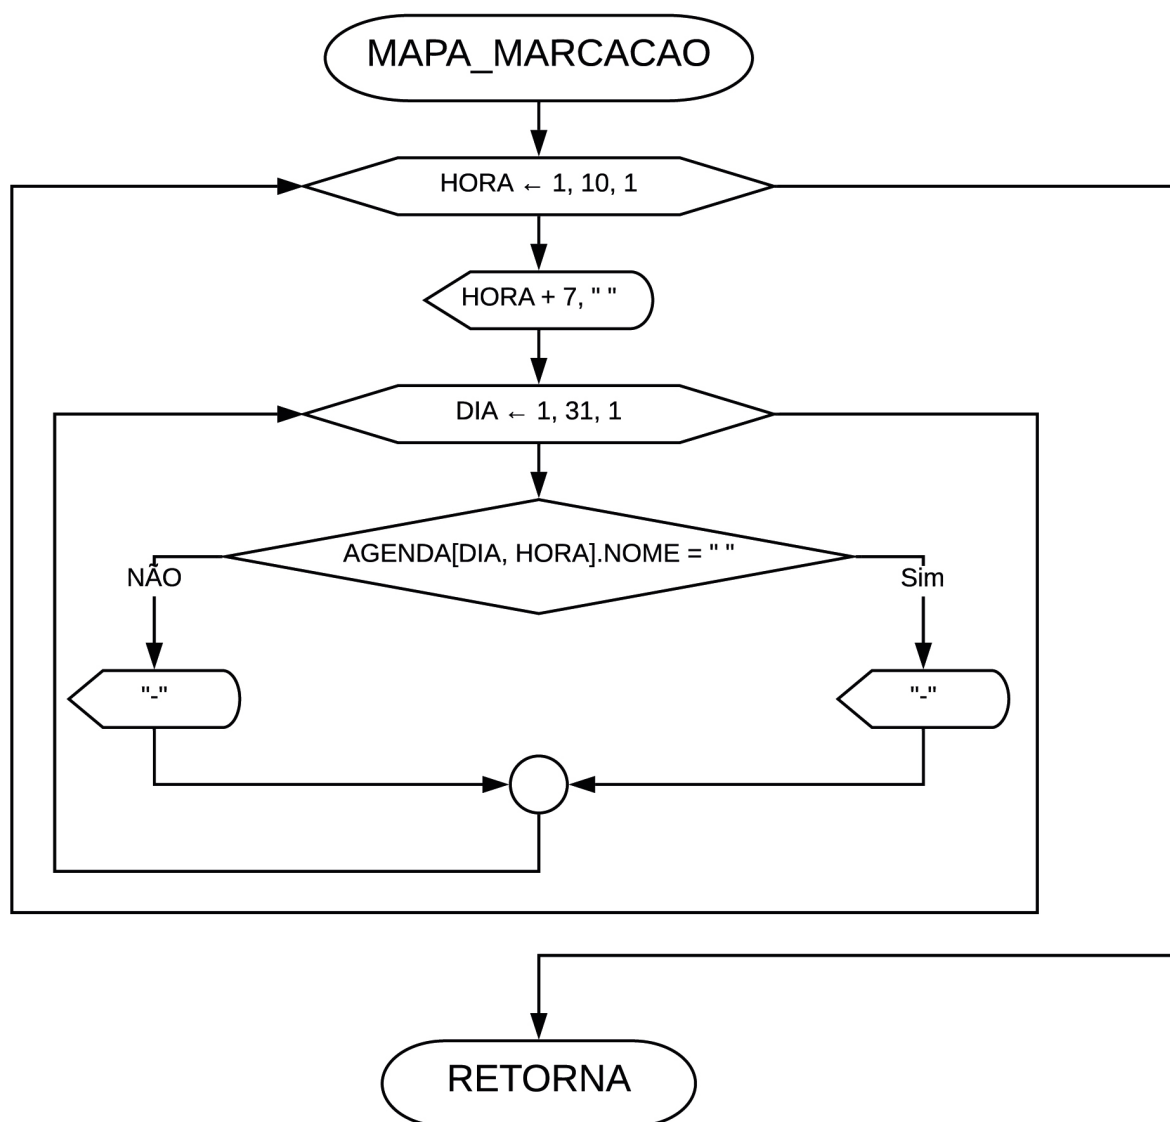 MAPA_MARCACAO
HORA ← 1, 10, 1
HORA + 7, " "
DIA ← 1, 31, 1
AGENDA[DIA, HORA].NOME = " "
NÃO
Sim
"-"
"-"
RETORNA